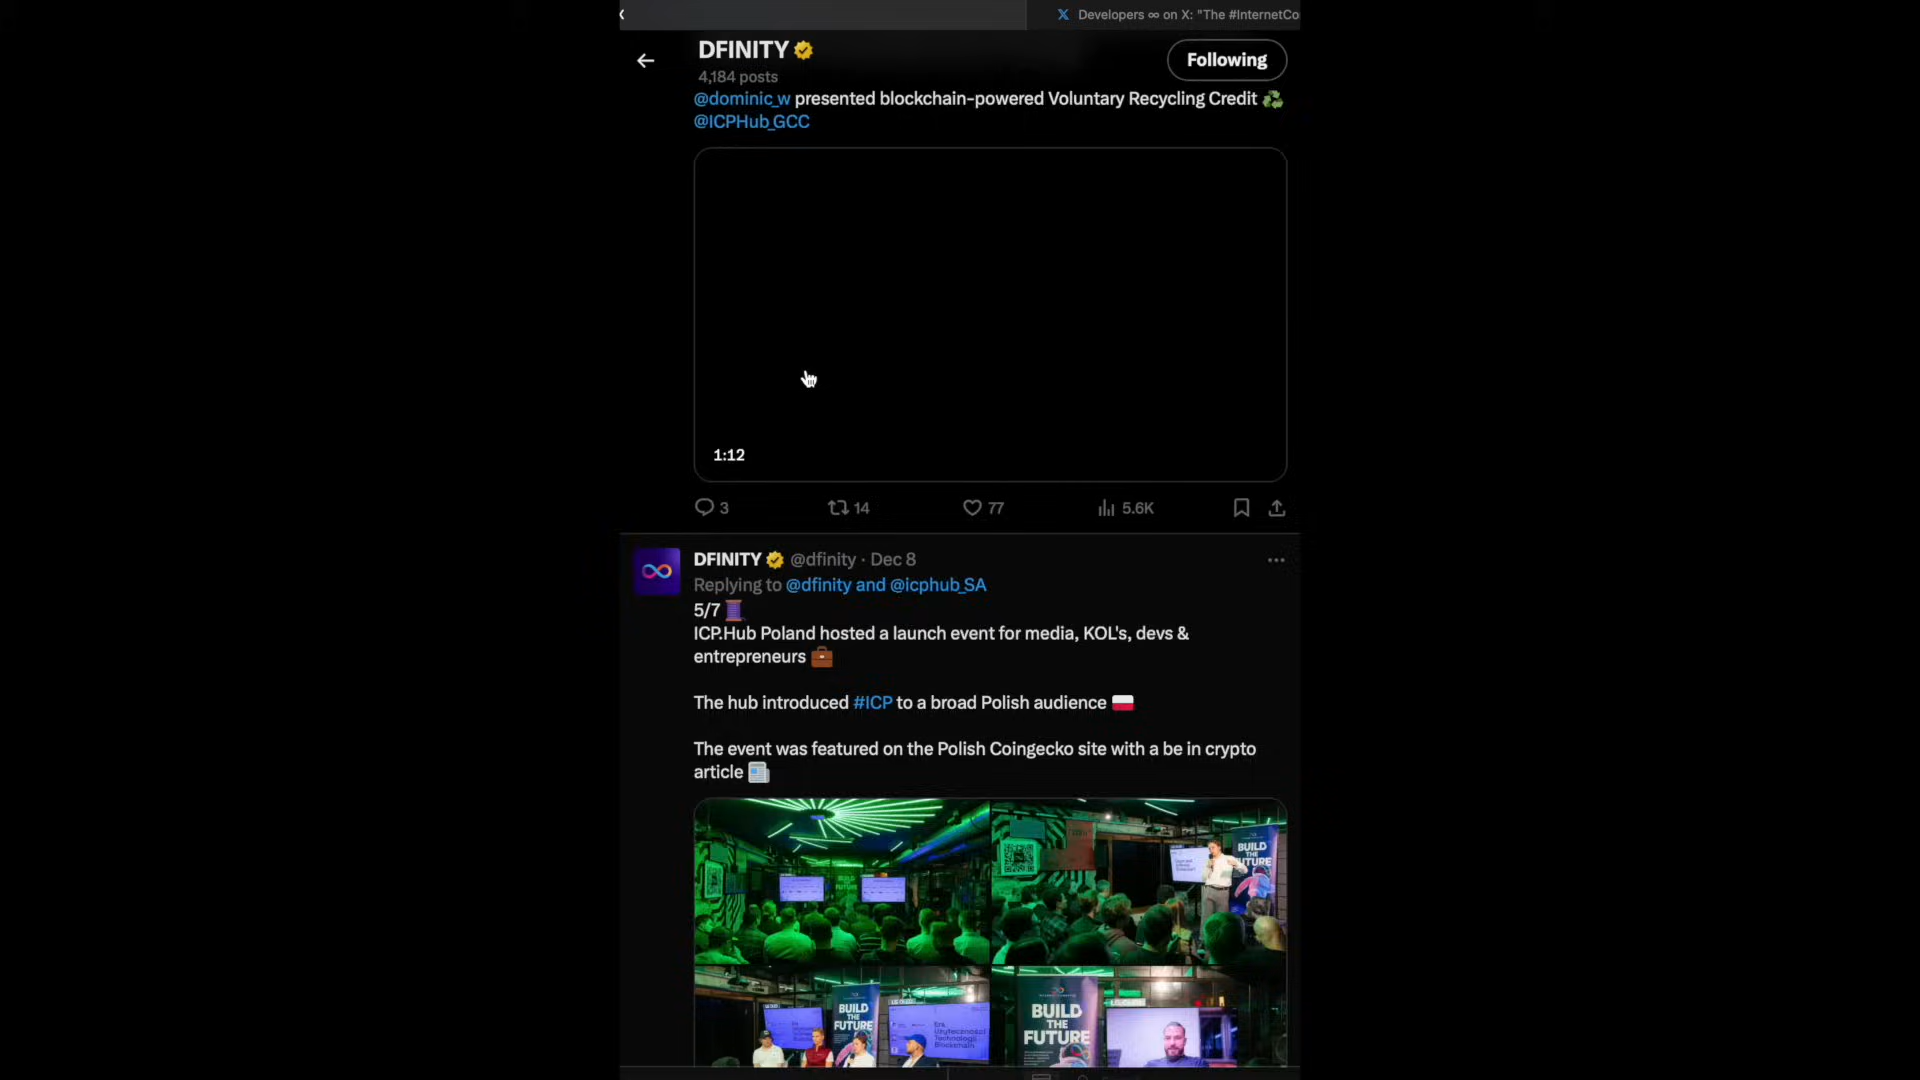 Developers ∞ on X: "The #InternetCo
DFINITY
4,184 posts
Following
@dominic_w presented blockchain-powered Voluntary Recycling Credit ♻️
@ICPHub_GCC
1:12
3 14 77 5.6K
DFINITY @dfinity · Dec 8
Replying to @dfinity and @icphub_SA
5/7 🧵
ICP.Hub Poland hosted a launch event for media, KOL's, devs &
entrepreneurs 💼
The hub introduced #ICP to a broad Polish audience 🇵🇱
The event was featured on the Polish Coingecko site with a be in crypto
article 📰
BUILD
THE
FUTURE
BUILD
THE
FUTURE
BUILD
THE
FUTURE